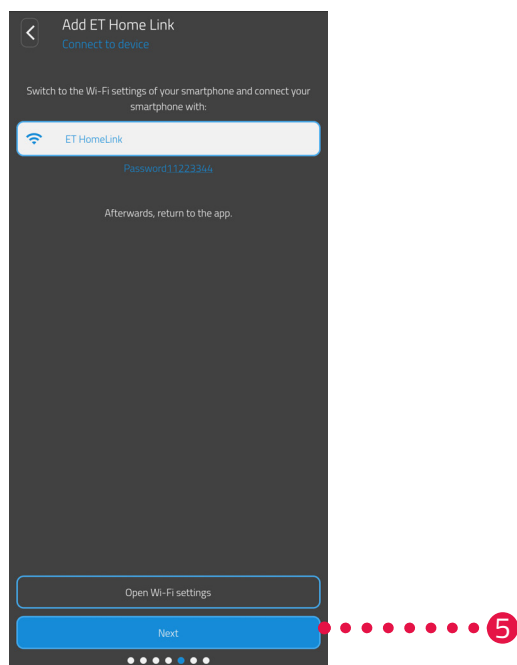 Add ET Home Link
Connect to device
Switch to the Wi-Fi settings of your smartphone and connect your
smartphone with:
ET HomeLink
Password11223344
Afterwards, return to the app.
Open Wi-Fi settings
Next
5